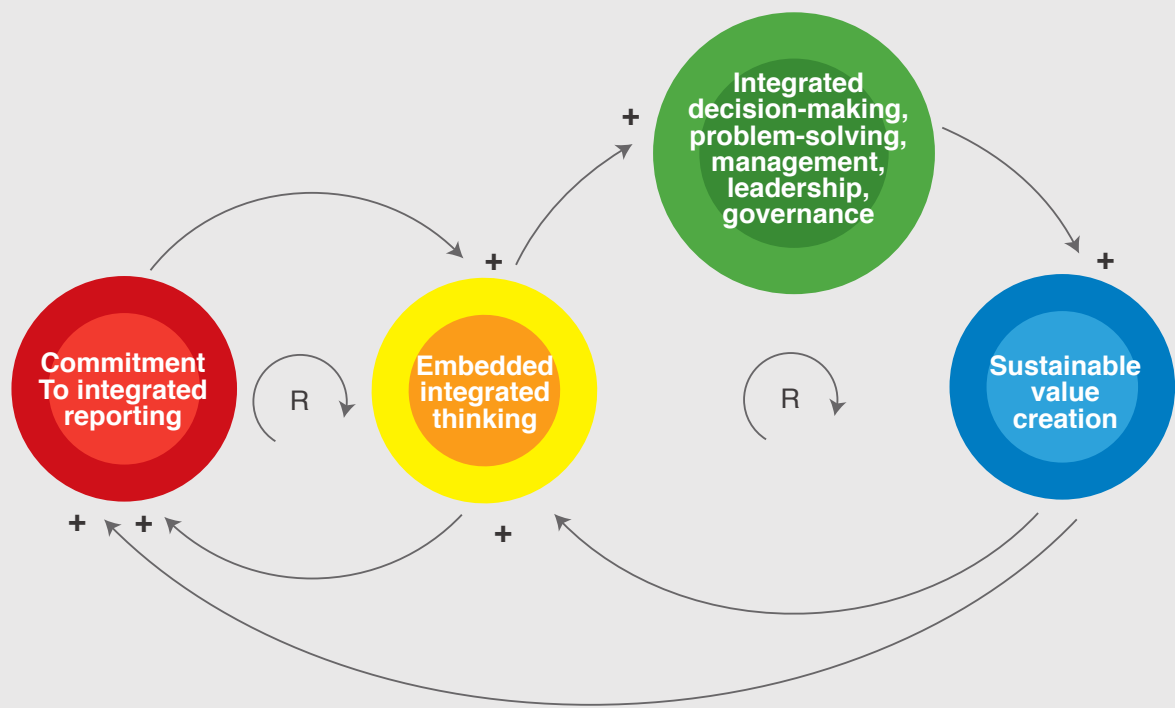 Integrated
decision-making,
problem-solving,
management,
leadership,
governance
+
+
+
Commitment
To integrated
reporting
R
Embedded
integrated
thinking
R
Sustainable
value
creation
+
+
+